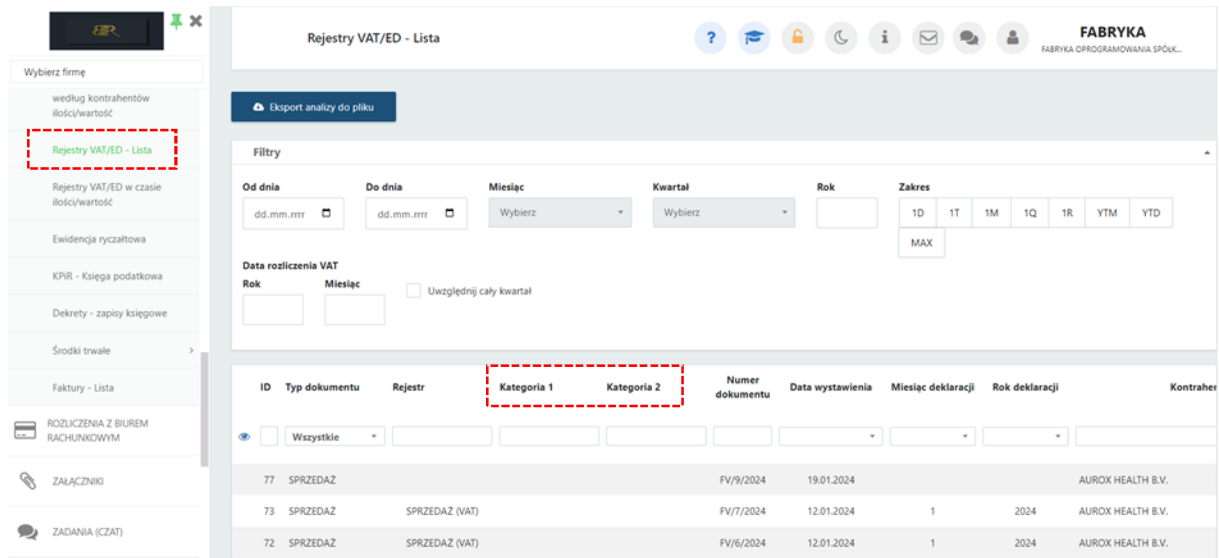 Rejestry VAT/ED - Lista
?
i
FABRYKA
FABRYKA OPROGRAMOWANIA SPÓŁK...
Wybierz firmę
według kontrahentów
ilości/wartość
Rejestry VAT/ED - Lista
Rejestry VAT/ED w czasie
ilości/wartość
Ewidencja ryczałtowa
KPiR - Księga podatkowa
Dekrety - zapisy księgowe
Środki trwałe
Faktury - Lista
ROZLICZENIA Z BIUREM
RACHUNKOWYM
ZAŁĄCZNIKI
ZADANIA (CZAT)
Eksport analizy do pliku
Filtry
Od dnia Do dnia Miesiąc Kwartał Rok Zakres
dd.mm.rrrr dd.mm.rrrr Wybierz Wybierz 1D 1T 1M 1Q 1R YTM YTD
MAX
Data rozliczenia VAT
Rok Miesiąc
Uwzględnij cały kwartał
ID Typ dokumentu Rejestr Kategoria 1 Kategoria 2 Numer dokumentu Data wystawienia Miesiąc deklaracji Rok deklaracji Kontrahen
Wszystkie
77 SPRZEDAŻ FV/9/2024 19.01.2024 AUROX HEALTH B.V.
73 SPRZEDAŻ SPRZEDAŻ (VAT) FV/7/2024 12.01.2024 1 2024 AUROX HEALTH B.V.
72 SPRZEDAŻ SPRZEDAŻ (VAT) FV/6/2024 12.01.2024 1 2024 AUROX HEALTH B.V.